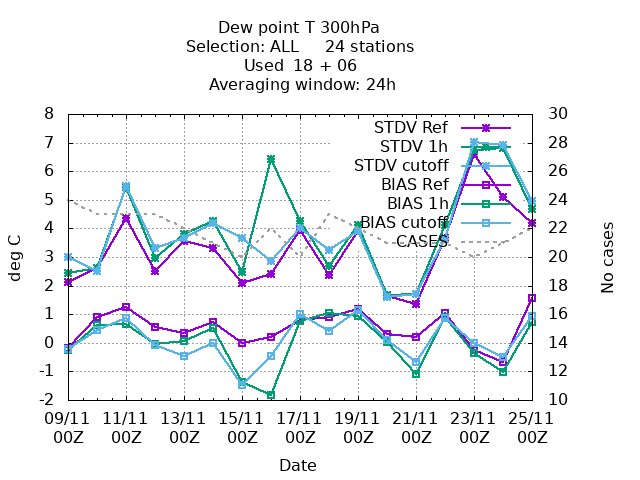 Dew point T 300hPa
Selection: ALL 24 stations
Used 18 + 06
Averaging window: 24h
STDV Ref
STDV 1h
STDV cutoff
BIAS Ref
BIAS 1h
BIAS cutoff
CASES
deg C
8
7
6
5
4
3
2
1
0
-1
-2
No cases
30
28
26
24
22
20
18
16
14
12
10
09/11 11/11 13/11 15/11 17/11 19/11 21/11 23/11 25/11
00Z 00Z 00Z 00Z 00Z 00Z 00Z 00Z 00Z
Date